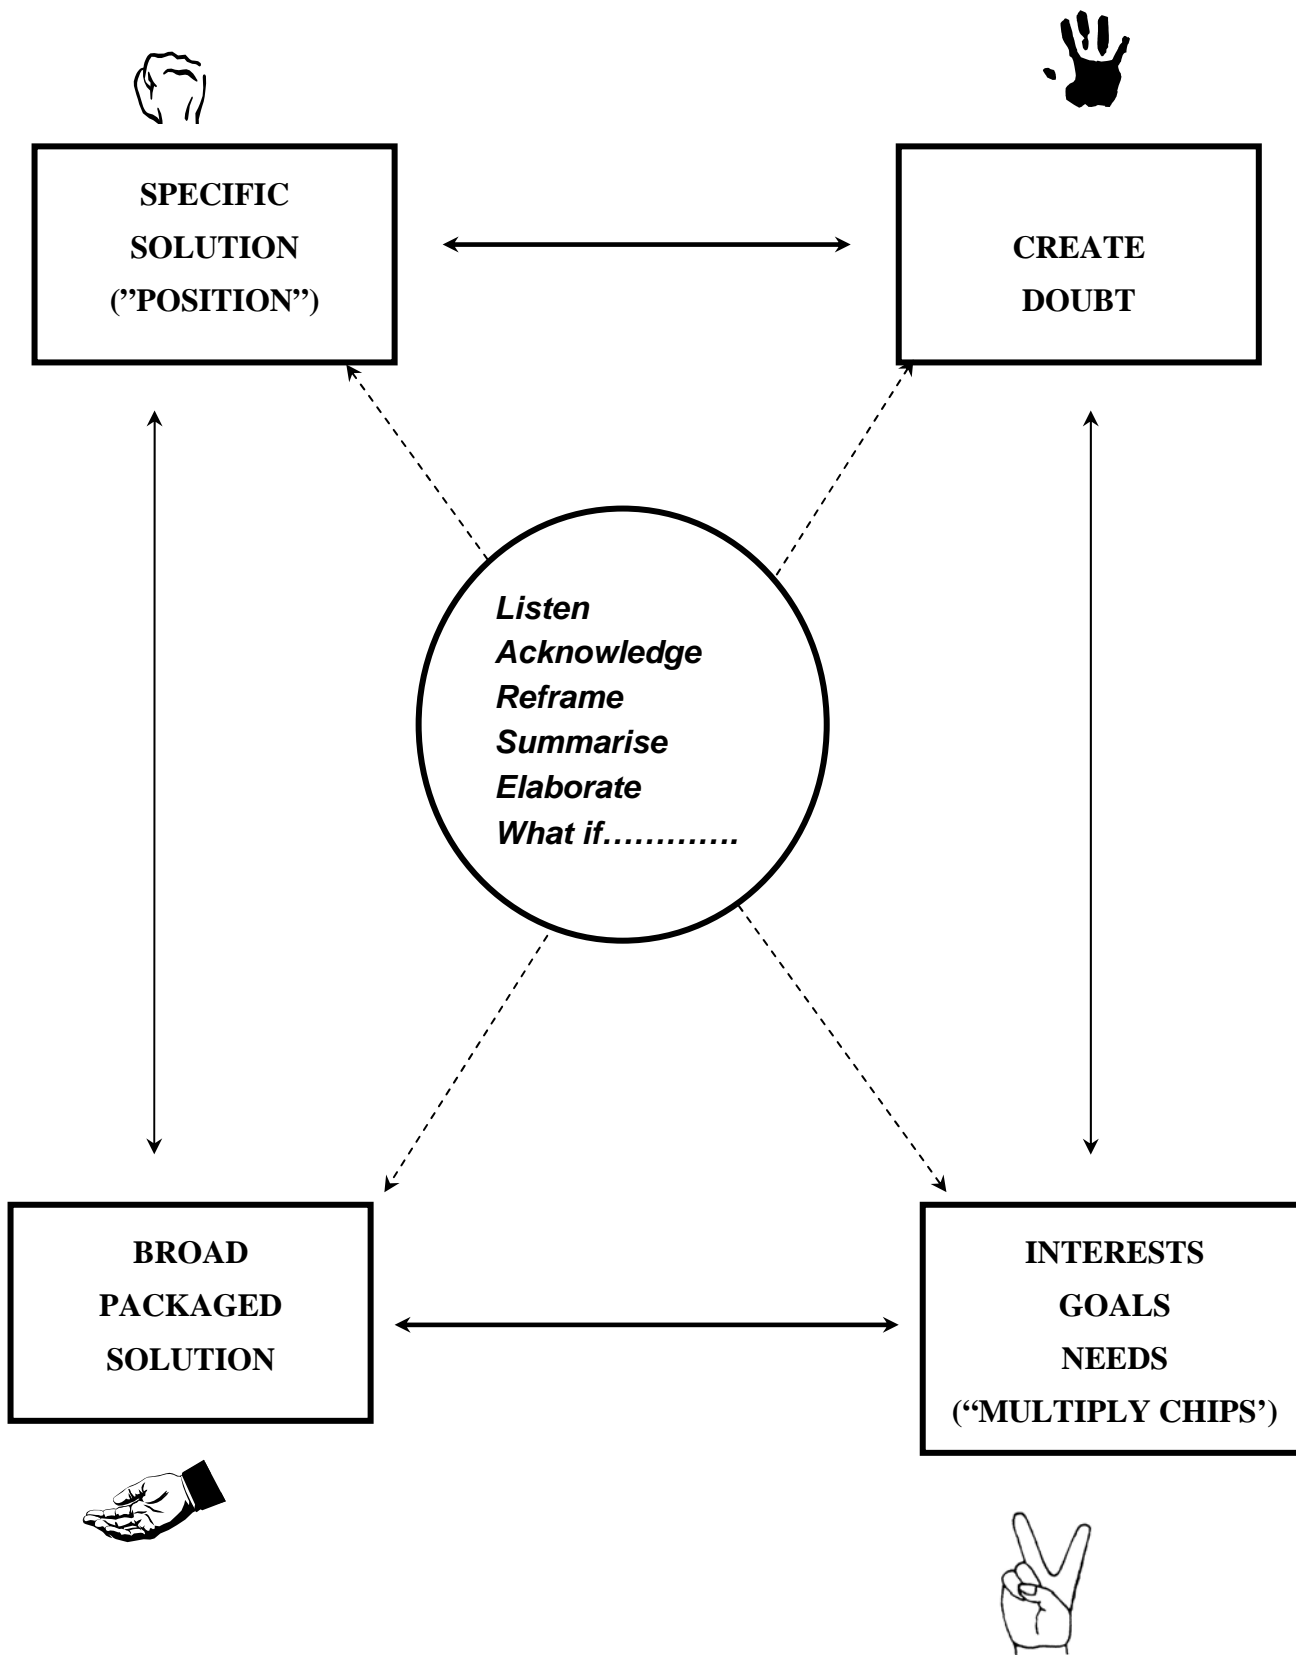 SPECIFIC
SOLUTION
(”POSITION”)
CREATE
DOUBT
Listen
Acknowledge
Reframe
Summarise
Elaborate
What if………….
BROAD
PACKAGED
SOLUTION
INTERESTS
GOALS
NEEDS
(“MULTIPLY CHIPS’)